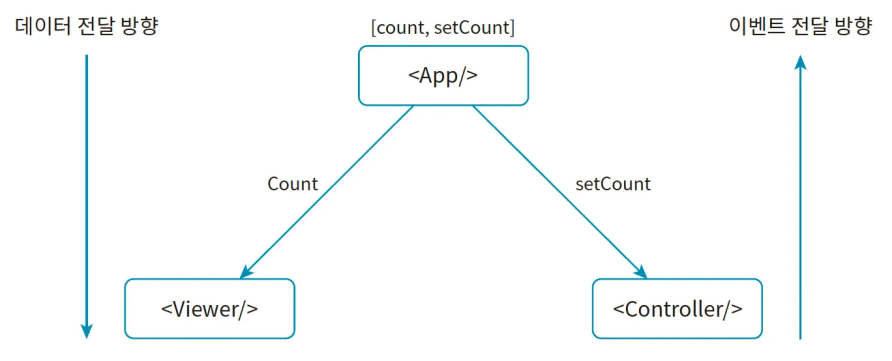 데이터 전달 방향
[count, setCount]
이벤트 전달 방향
<App/>
Count
setCount
<Viewer/>
<Controller/>